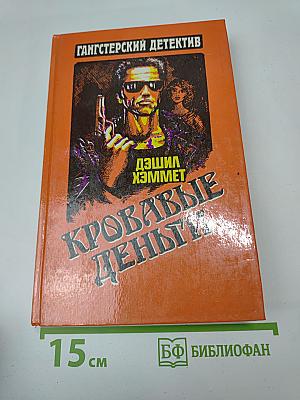 ГАНГСТЕРСКИЙ ДЕТЕКТИВ
ДЭШИЛ
ХЭММЕТ
КРОВАВЫЕ
ДЕНЬГИ
15 см
БФ БИБЛИОФАН